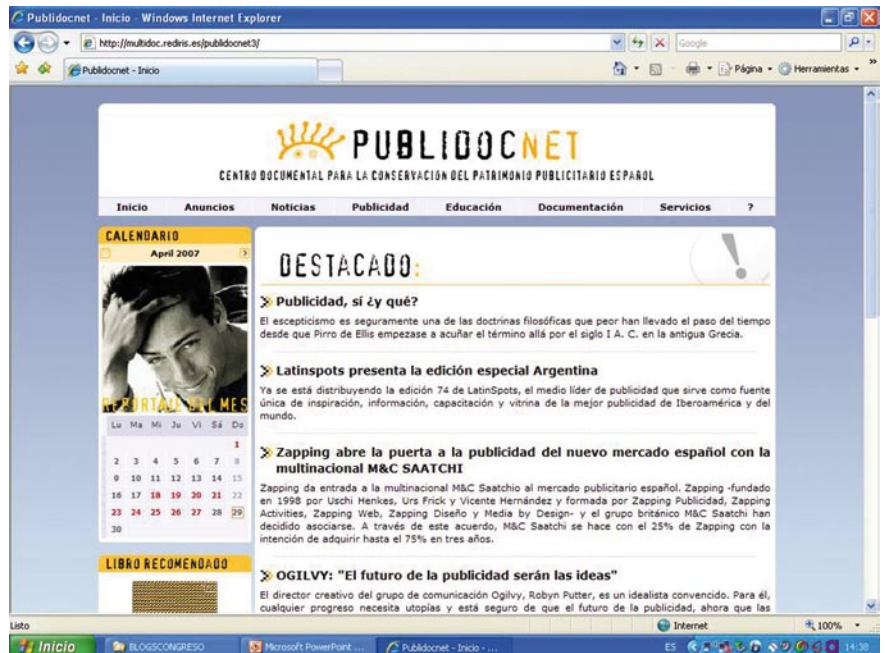 Publidocnet - Inicio - Windows Internet Explorer
http://multidoc.rediris.es/publidocnet3/
Google
Publidocnet - Inicio
Página
Herramientas
PUBLIDOCNET
CENTRO DOCUMENTAL PARA LA CONSERVACIÓN DEL PATRIMONIO PUBLICITARIO ESPAÑOL
Inicio Anuncios Noticias Publicidad Educación Documentación Servicios ?
CALENDARIO
April 2007
REPORTAJE DEL MES
Lu Ma Mi Ju Vi Sá Do
1
2 3 4 5 6 7 8
9 10 11 12 13 14 15
16 17 18 19 20 21 22
23 24 25 26 27 28 29
30
LIBRO RECOMENDADO
DESTACADO:
Publicidad, sí ¿y qué?
El escepticismo es seguramente una de las doctrinas filosóficas que peor han llevado el paso del tiempo
desde que Pirro de Ellis empezase a acuñar el término allá por el siglo I A. C. en la antigua Grecia.
Latinspots presenta la edición especial Argentina
Ya se está distribuyendo la edición 74 de LatinSpots, el medio líder de publicidad que sirve como fuente
única de inspiración, información, capacitación y vitrina de la mejor publicidad de Iberoamérica y del
mundo.
Zapping abre la puerta a la publicidad del nuevo mercado español con la
multinacional M&C SAATCHI
Zapping da entrada a la multinacional M&C Saatchio al mercado publicitario español. Zapping -fundado
en 1998 por Uschi Henkes, Urs Frick y Vicente Hernández y formada por Zapping Publicidad, Zapping
Activities, Zapping Web, Zapping Diseño y Media by Design- y el grupo británico M&C Saatchi han
decidido asociarse. A través de este acuerdo, M&C Saatchi se hace con el 25% de Zapping con la
intención de adquirir hasta el 75% en tres años.
OGILVY: "El futuro de la publicidad serán las ideas"
El director creativo del grupo de comunicación Ogilvy, Robyn Putter, es un idealista convencido. Para él,
cualquier progreso necesita utopías y está seguro de que el futuro de la publicidad, ahora que las
Listo
Internet
100%
Inicio
BLOGSCONGRESO
Microsoft PowerPoint ...
Publidocnet - Inicio - ...
ES
14:38